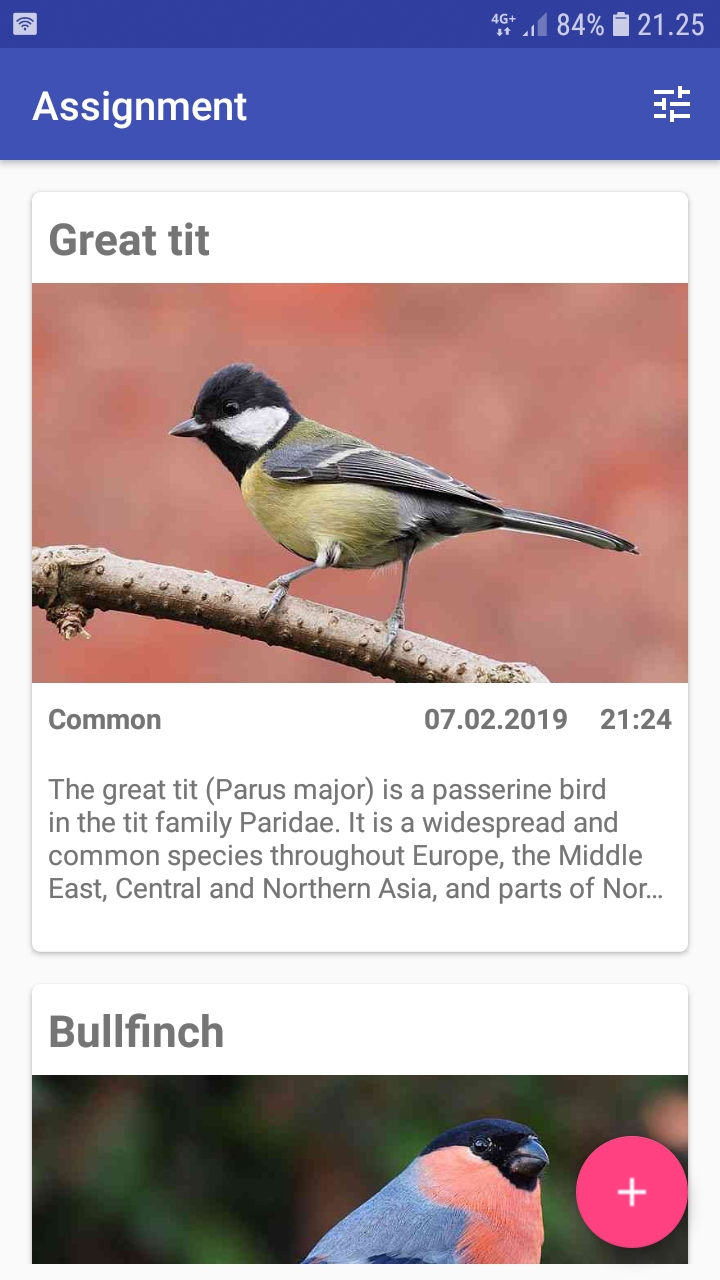 4G+ 84% 21.25
Assignment
Great tit
Common 07.02.2019 21:24
The great tit (Parus major) is a passerine bird
in the tit family Paridae. It is a widespread and
common species throughout Europe, the Middle
East, Central and Northern Asia, and parts of Nor...
Bullfinch
+